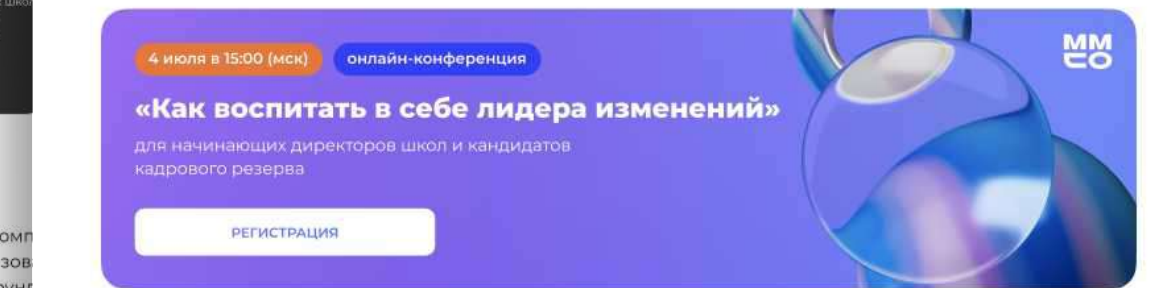 4 июля в 15:00 (мск) онлайн-конференция
ММ
СО
«Как воспитать в себе лидера изменений»
для начинающих директоров школ и кандидатов
кадрового резерва
РЕГИСТРАЦИЯ